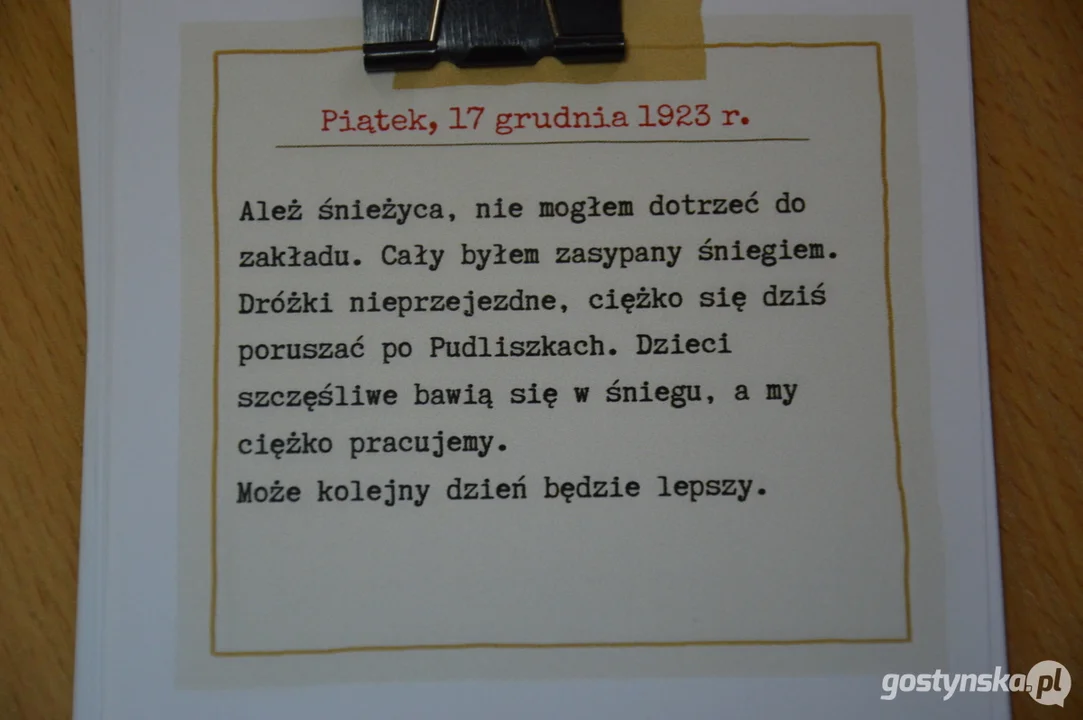 Piątek, 17 grudnia 1923 r.
Ależ śnieżyca, nie mogłem dotrzeć do
zakładu. Cały byłem zasypany śniegiem.
Dróżki nieprzejezdne, ciężko się dziś
poruszać po Pudliszkach. Dzieci
szczęśliwe bawią się w śniegu, a my
ciężko pracujemy.
Może kolejny dzień będzie lepszy.
gostynska.pl